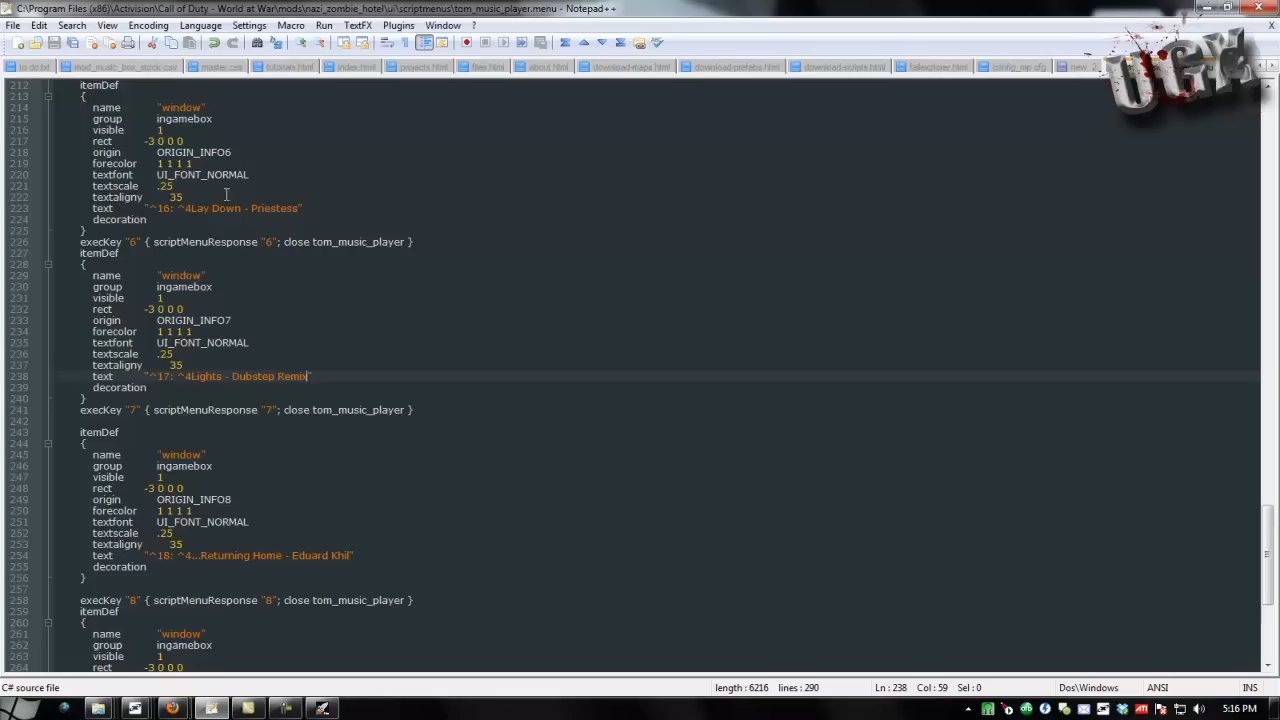 C:\Program Files (x86)\Activision\Call of Duty - World at War\mods\nazi_zombie_hotel\ui\scriptmenus\tom_music_player.menu - Notepad++
File Edit Search View Encoding Language Settings Macro Run TextFX Plugins Window ?
to do.txt mod_music_box_stock.csv master.css tutorials.html index.html projects.html files.html about.html download-maps.html download-prefabs.html download-scripts.html fslexplorer.html config_mp.cfg new 2
UGX
212 itemDef
213 {
214 name "window"
215 group ingamebox
216 visible 1
217 rect -3 0 0 0
218 origin ORIGIN_INFO6
219 forecolor 1 1 1 1
220 textfont UI_FONT_NORMAL
221 textscale .25
222 textaligny 35
223 text "^16: ^4Lay Down - Priestess"
224 decoration
225 }
226 execKey "6" { scriptMenuResponse "6"; close tom_music_player }
227 itemDef
228 {
229 name "window"
230 group ingamebox
231 visible 1
232 rect -3 0 0 0
233 origin ORIGIN_INFO7
234 forecolor 1 1 1 1
235 textfont UI_FONT_NORMAL
236 textscale .25
237 textaligny 35
238 text "^17: ^4Lights - Dubstep Remix"
239 decoration
240 }
241 execKey "7" { scriptMenuResponse "7"; close tom_music_player }
242
243 itemDef
244 {
245 name "window"
246 group ingamebox
247 visible 1
248 rect -3 0 0 0
249 origin ORIGIN_INFO8
250 forecolor 1 1 1 1
251 textfont UI_FONT_NORMAL
252 textscale .25
253 textaligny 35
254 text "^18: ^4...Returning Home - Eduard Khil"
255 decoration
256 }
257
258 execKey "8" { scriptMenuResponse "8"; close tom_music_player }
259 itemDef
260 {
261 name "window"
262 group ingamebox
263 visible 1
264 rect -3 0 0 0
C# source file length : 6216 lines : 290 Ln : 238 Col : 59 Sel : 0 Dos\Windows ANSI INS
5:16 PM